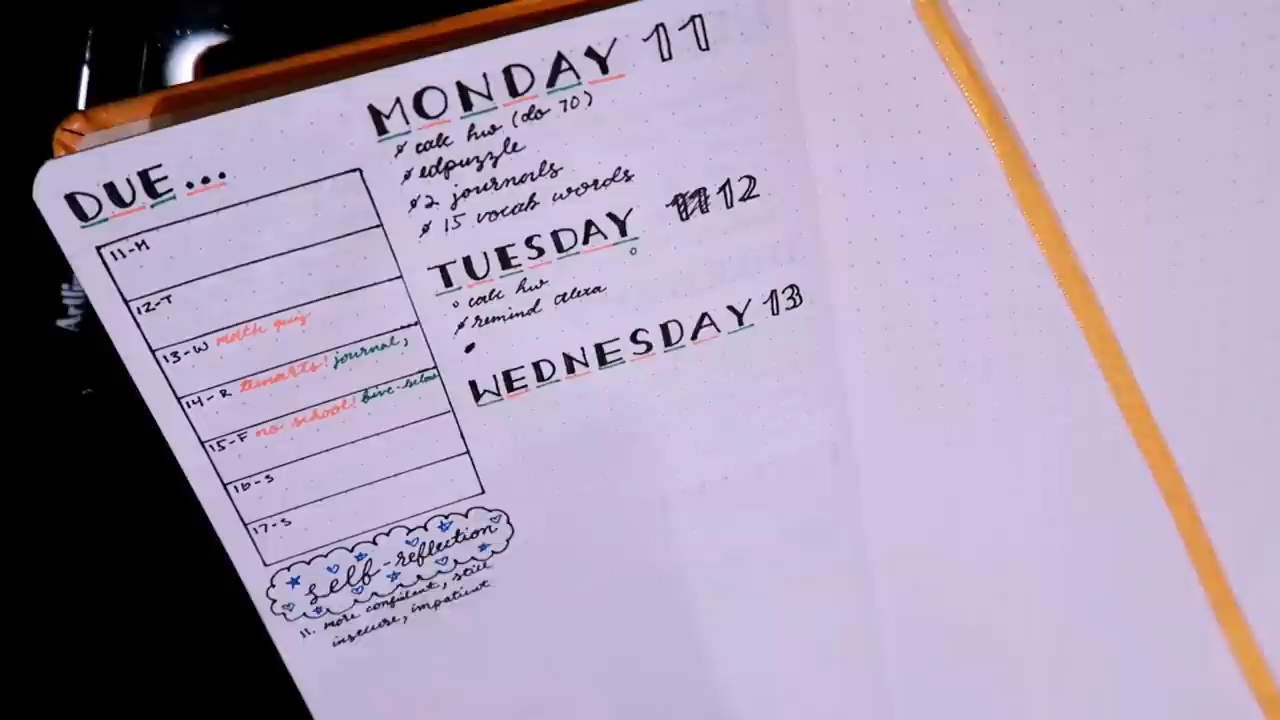 DUE...
11-M
12-T
13-W math quiz
14-R journal,
15-F no school!
16-S
17-S
self-reflection
11. more confident, still
insecure, impatient
MONDAY 11
calc hw (do 70)
edpuzzle
2 journals
15 vocab words
TUESDAY 12
calc hw
remind alexa
WEDNESDAY 13
Artli